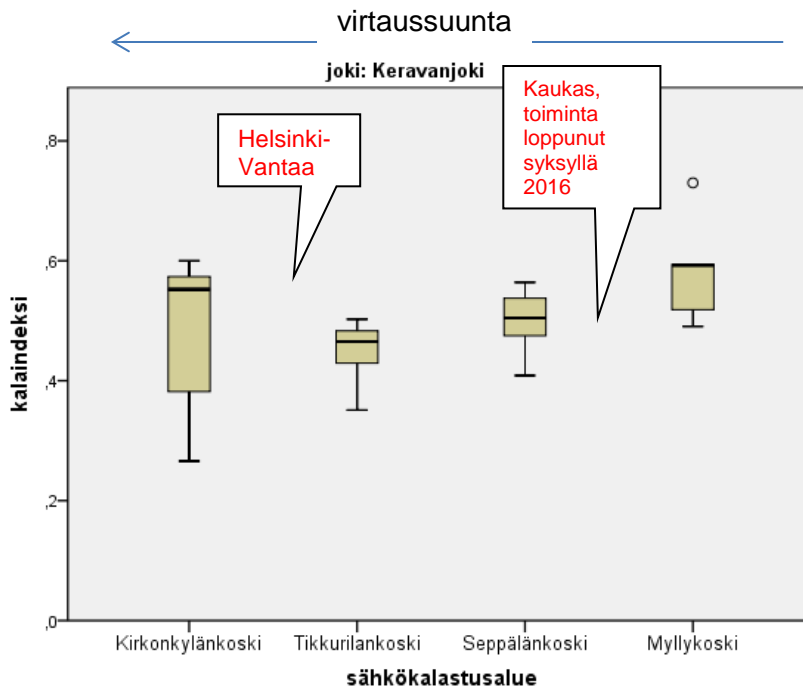 virtaussuunta
joki: Keravanjoki
Helsinki-
Vantaa
Kaukas,
toiminta
loppunut
syksyllä
2016
kalaindeksi
,8
,6
,4
,2
,0
Kirkonkylänkoski Tikkurilankoski Seppälänkoski Myllykoski
sähkökalastusalue